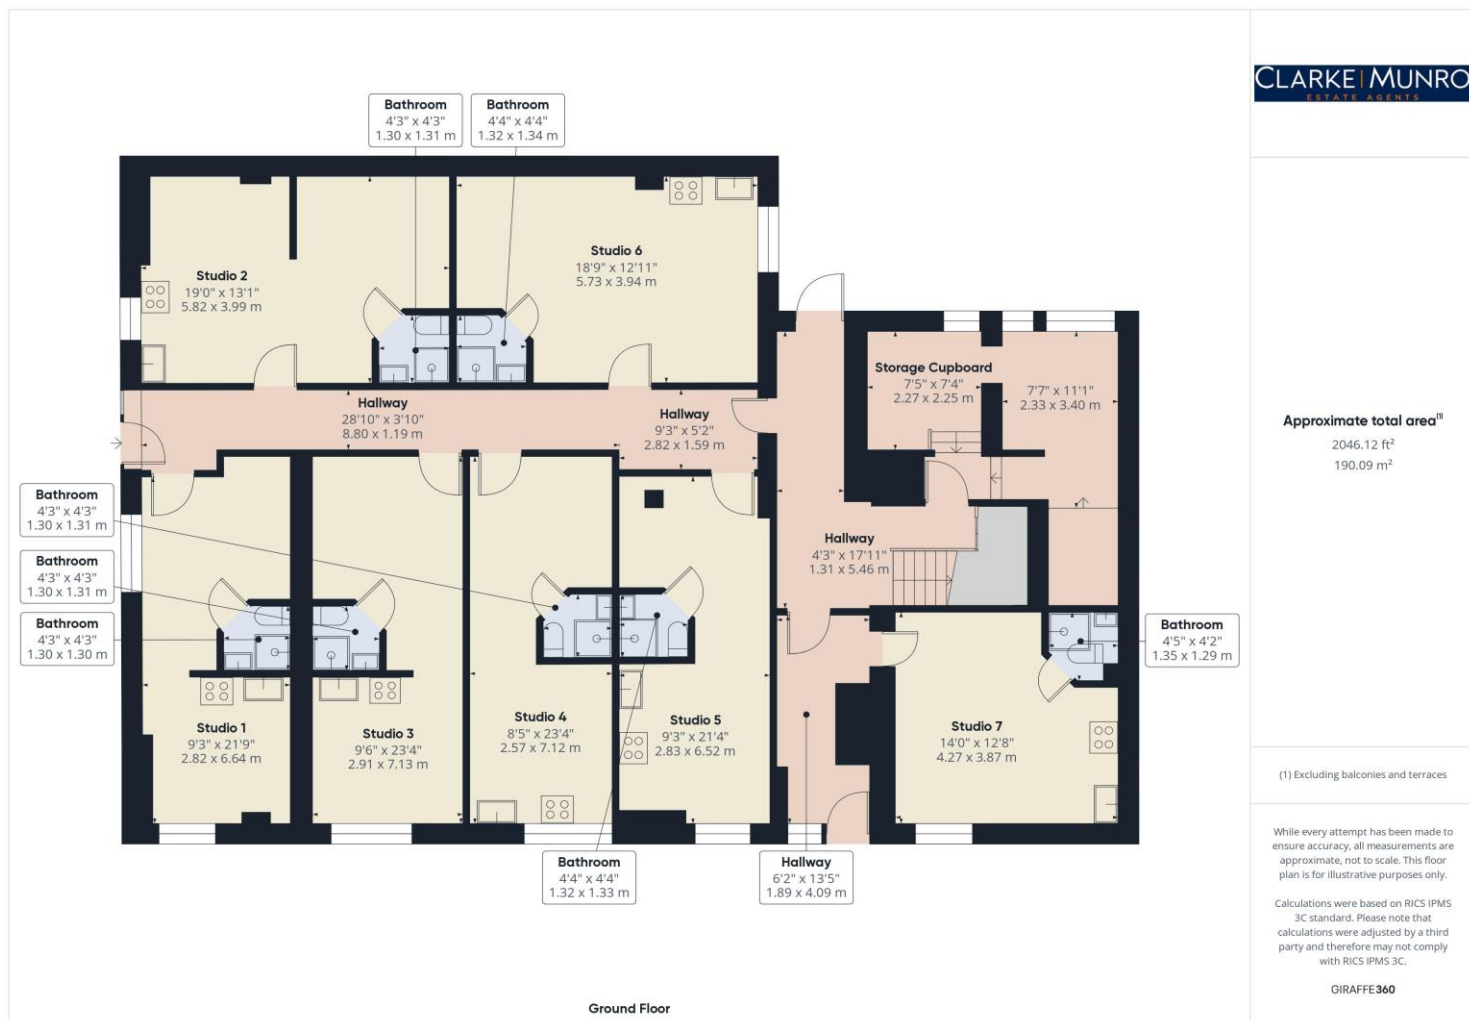 CLARKE|MUNRO
ESTATE AGENTS
Bathroom
4'3" x 4'3"
1.30 x 1.31 m
Bathroom
4'4" x 4'4"
1.32 x 1.34 m
Studio 2
19'0" x 13'1"
5.82 x 3.99 m
Studio 6
18'9" x 12'11"
5.73 x 3.94 m
Storage Cupboard
7'5" x 7'4"
2.27 x 2.25 m
7'7" x 11'1"
2.33 x 3.40 m
Hallway
28'10" x 3'10"
8.80 x 1.19 m
Hallway
9'3" x 5'2"
2.82 x 1.59 m
Bathroom
4'3" x 4'3"
1.30 x 1.31 m
Bathroom
4'3" x 4'3"
1.30 x 1.31 m
Bathroom
4'3" x 4'3"
1.30 x 1.30 m
Hallway
4'3" x 17'11"
1.31 x 5.46 m
Bathroom
4'5" x 4'2"
1.35 x 1.29 m
Studio 1
9'3" x 21'9"
2.82 x 6.64 m
Studio 3
9'6" x 23'4"
2.91 x 7.13 m
Studio 4
8'5" x 23'4"
2.57 x 7.12 m
Studio 5
9'3" x 21'4"
2.83 x 6.52 m
Studio 7
14'0" x 12'8"
4.27 x 3.87 m
Bathroom
4'4" x 4'4"
1.32 x 1.33 m
Hallway
6'2" x 13'5"
1.89 x 4.09 m
Ground Floor
Approximate total area(1)
2046.12 ft²
190.09 m²
(1) Excluding balconies and terraces
While every attempt has been made to
ensure accuracy, all measurements are
approximate, not to scale. This floor
plan is for illustrative purposes only.
Calculations were based on RICS IPMS
3C standard. Please note that
calculations were adjusted by a third
party and therefore may not comply
with RICS IPMS 3C.
GIRAFFE360